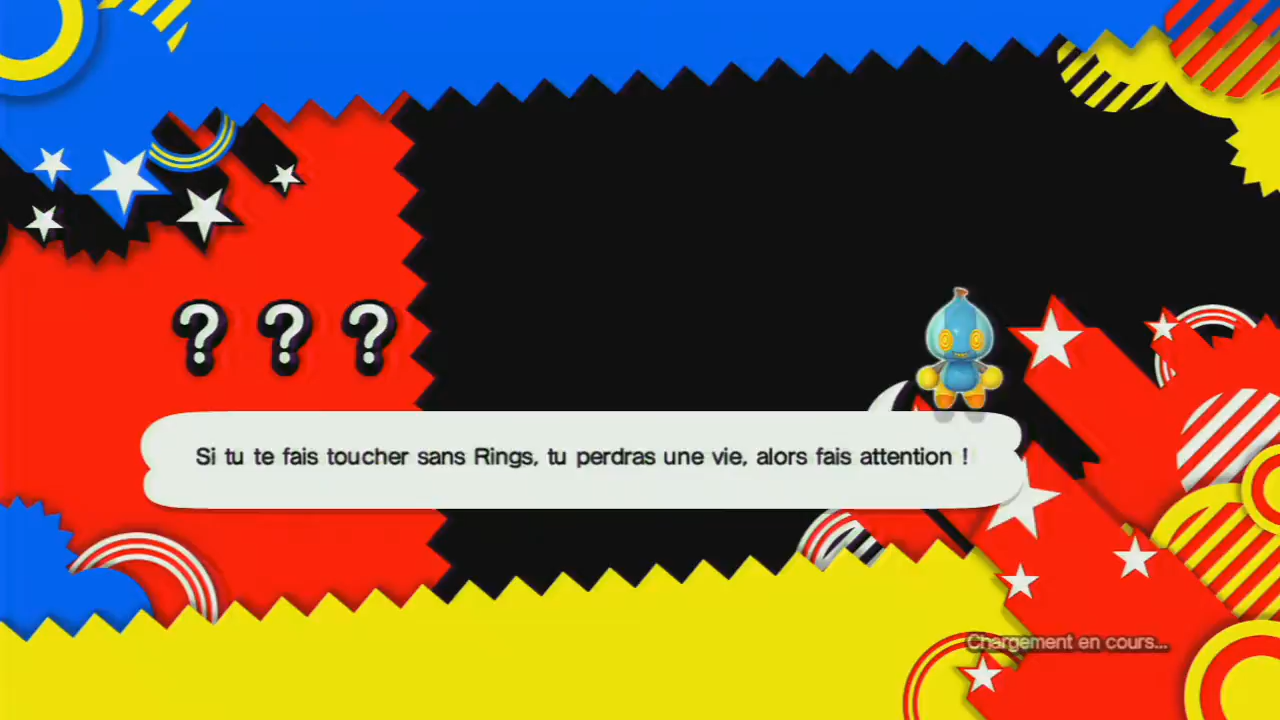 ? ? ?
Si tu te fais toucher sans Rings, tu perdras une vie, alors fais attention !
Chargement en cours...